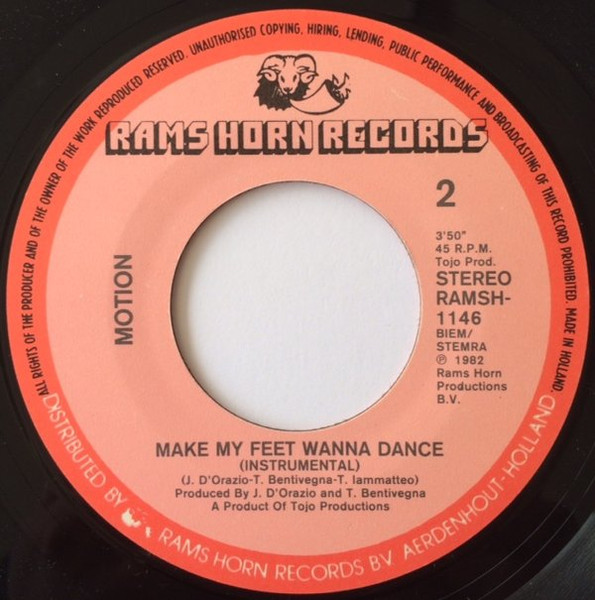 ALL RIGHTS OF THE PRODUCER AND OF THE OWNER OF THE WORK REPRODUCED RESERVED. UNAUTHORISED COPYING, HIRING, LENDING, PUBLIC PERFORMANCE AND BROADCASTING OF THIS RECORD PROHIBITED. MADE IN HOLLAND.
RAMS HORN RECORDS
2
3'50"
45 R.P.M.
Tojo Prod.
STEREO
RAMSH-
1146
BIEM/
STEMRA
℗ 1982
Rams Horn
Productions
B.V.
MOTION
MAKE MY FEET WANNA DANCE
(INSTRUMENTAL)
(J. D'Orazio-T. Bentivegna-T. Iammatteo)
Produced By J. D'Orazio and T. Bentivegna
A Product Of Tojo Productions
DISTRIBUTED BY RAMS HORN RECORDS BV AERDENHOUT-HOLLAND